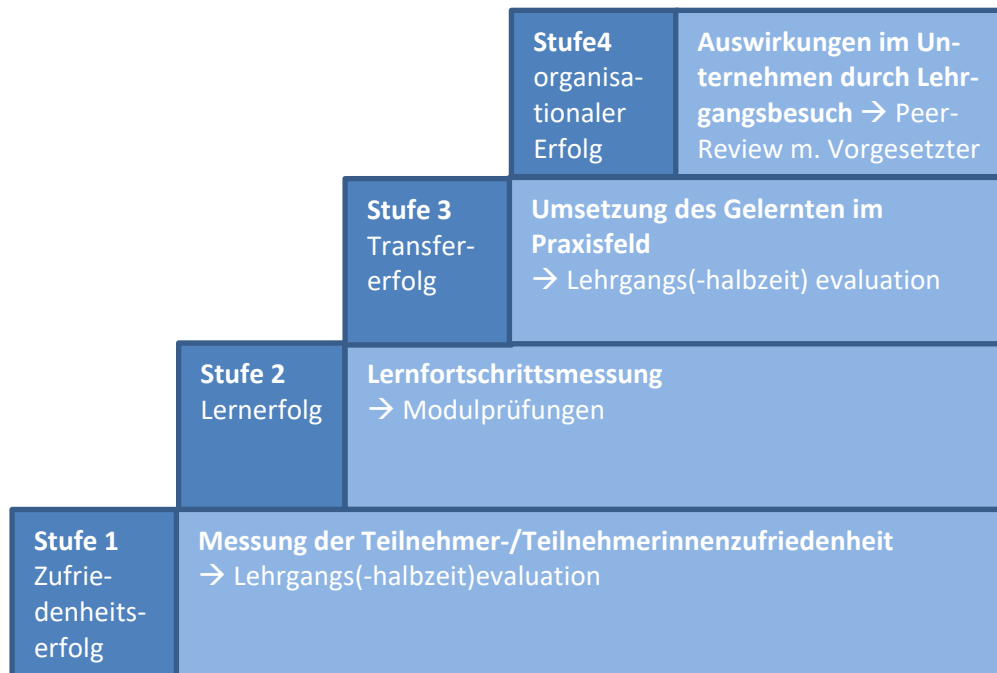 Stufe4
organisa-
tionaler
Erfolg
Auswirkungen im Un-
ternehmen durch Lehr-
gangsbesuch → Peer-
Review m. Vorgesetzter
Stufe 3
Transfer-
erfolg
Umsetzung des Gelernten im
Praxisfeld
→ Lehrgangs(-halbzeit) evaluation
Stufe 2
Lernerfolg
Lernfortschrittsmessung
→ Modulprüfungen
Stufe 1
Zufrie-
denheits-
erfolg
Messung der Teilnehmer-/Teilnehmerinnenzufriedenheit
→ Lehrgangs(-halbzeit)evaluation